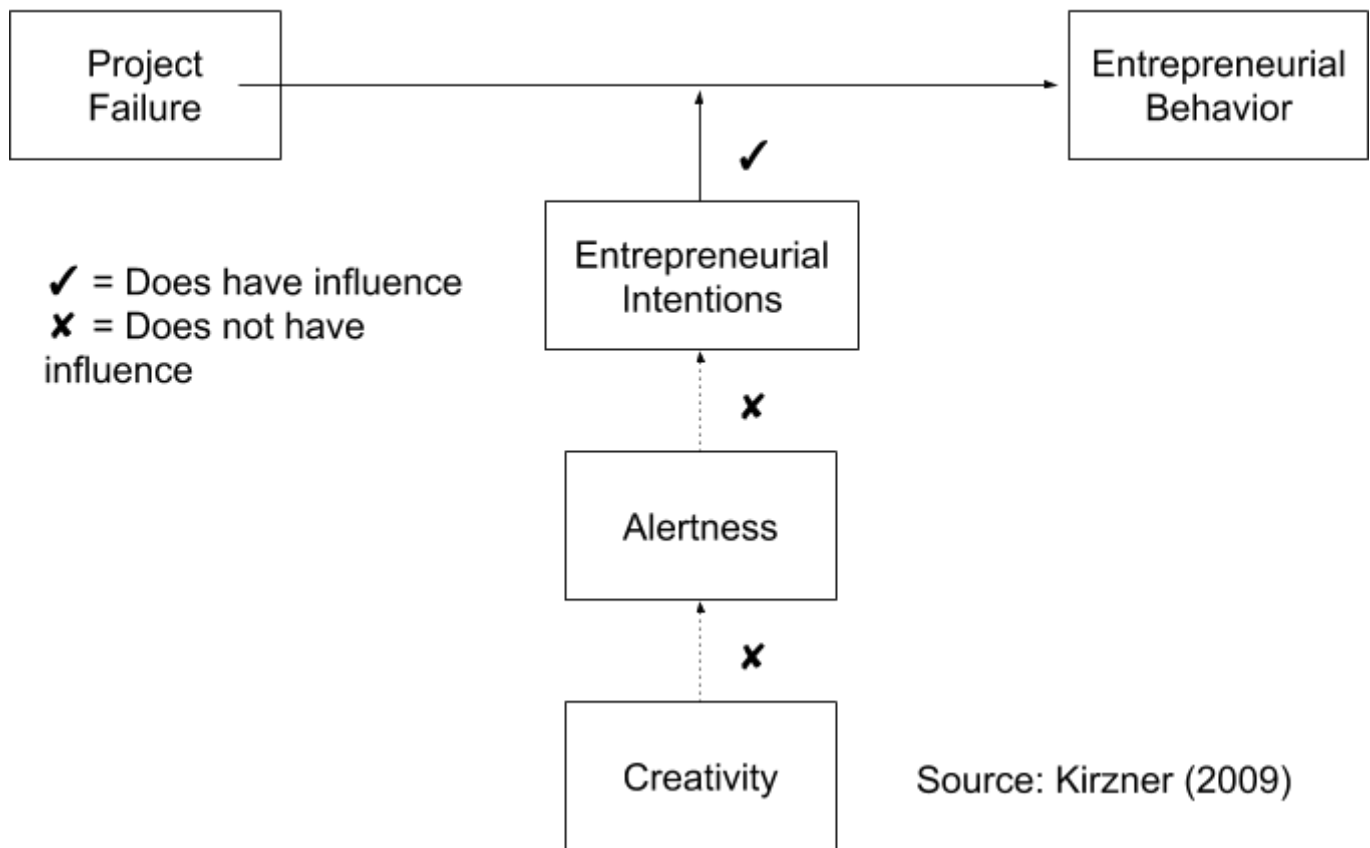 Project
Failure
Entrepreneurial
Behavior
✓
Entrepreneurial
Intentions
✓ = Does have influence
✘ = Does not have
influence
✘
Alertness
✘
Creativity
Source: Kirzner (2009)